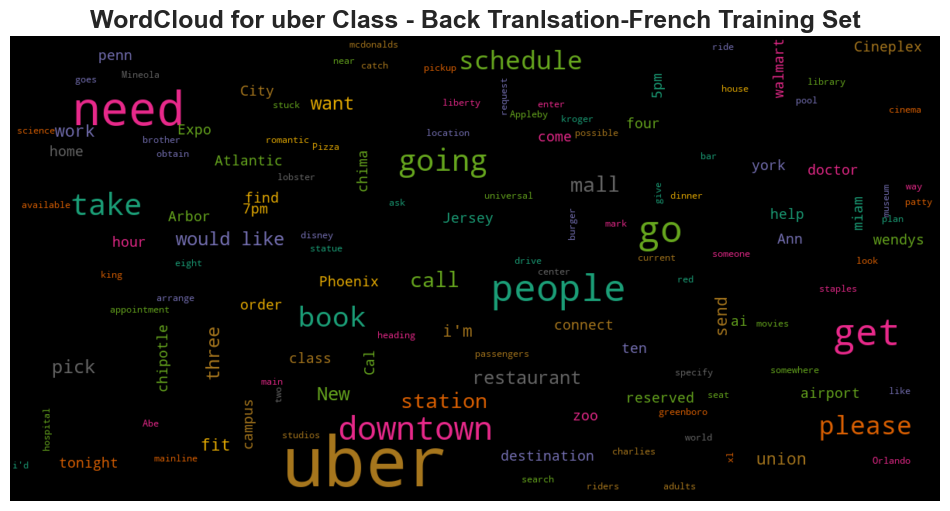 WordCloud for uber Class - Back Tranlsation-French Training Set
mcdonalds
ride
Cineplex
penn
near
schedule
walmart
catch
pickup
Mineola
goes
5pm
library
request
house
City
want
pool
need
stuck
liberty
enter
cinema
Appleby
kroger
four
science
work
Expo
location
come
possible
brother
romantic
Pizza
home
obtain
chima
going
bar
Atlantic
york
doctor
lobster
mall
give
dinner
museum
way
available
take
find
7pm
universal
ask
patty
miam
Arbor
Jersey
burger
mark
go
help
plan
statue
hour
would like
disney
Ann
wendys
eight
drive
current
someone
look
king
center
Phoenix
call
people
red
staples
arrange
appointment
order
book
send
ai
movies
i'm
connect
get
heading
three
chipotle
class
Cal
ten
passengers
pick
restaurant
specify
somewhere
main
two
New
station
reserved
seat
airport
like
campus
zoo
greenboro
hospital
Abe
downtown
please
studios
fit
world
uber
destination
charlies
xl
union
i'd
tonight
mainline
Orlando
search
riders
adults